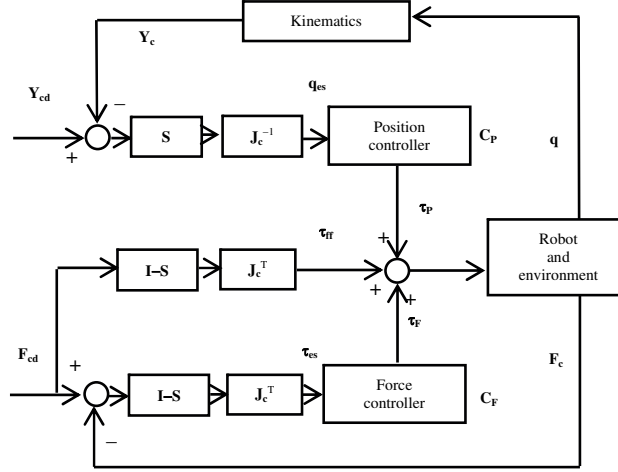 Kinematics
Y_c
Y_cd
−
+
S
J_c^−1
q_es
Position
controller
C_P
q
τ_P
τ_ff
+
I–S
J_c^T
+
+
Robot
and
environment
τ_F
F_cd
+
τ_es
F_c
I–S
J_c^T
Force
controller
C_F
−